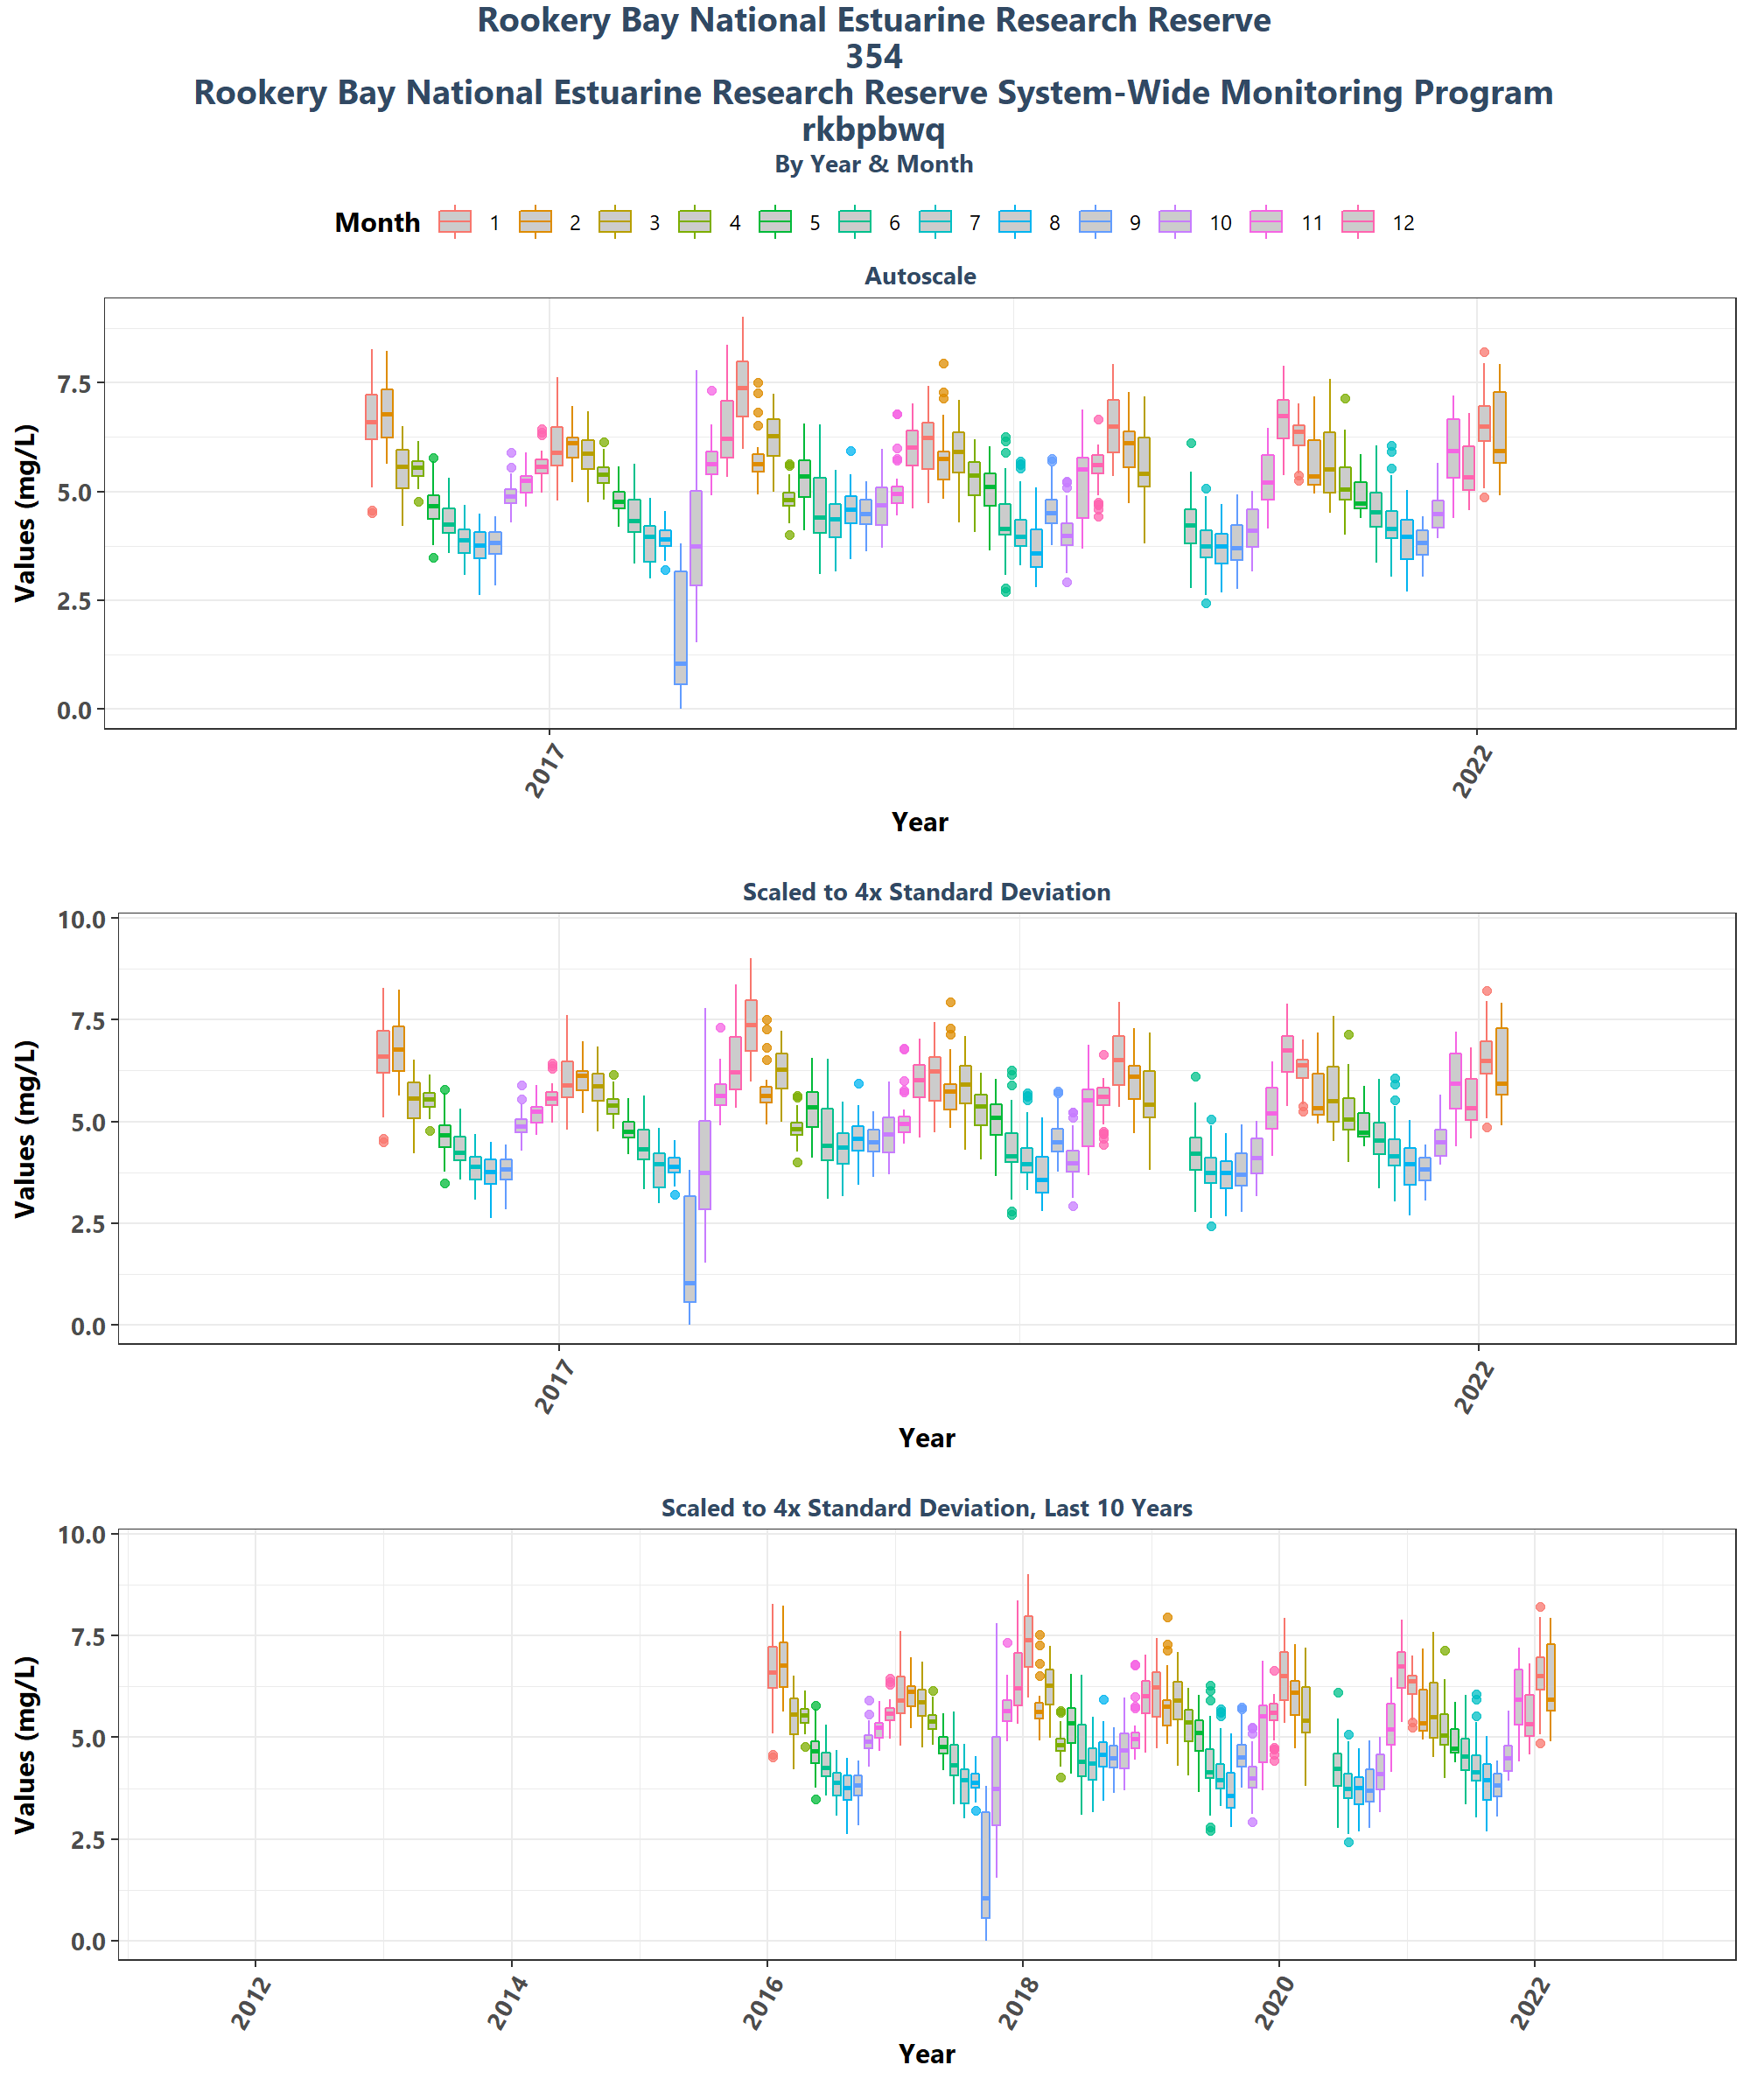 Rookery Bay National Estuarine Research Reserve
354
Rookery Bay National Estuarine Research Reserve System-Wide Monitoring Program
rkbpbwq
By Year & Month
Month 1 2 3 4 5 6 7 8 9 10 11 12
Autoscale
Values (mg/L)
7.5
5.0
2.5
0.0
2017 2022
Year
Scaled to 4x Standard Deviation
Values (mg/L)
10.0
7.5
5.0
2.5
0.0
2017 2022
Year
Scaled to 4x Standard Deviation, Last 10 Years
Values (mg/L)
10.0
7.5
5.0
2.5
0.0
2012 2014 2016 2018 2020 2022
Year